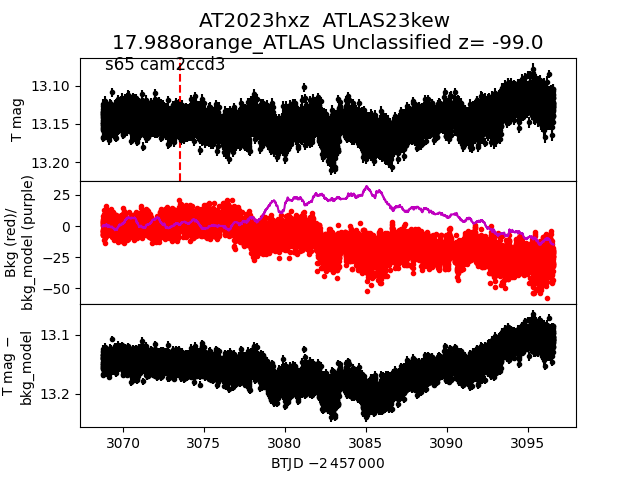 AT2023hxz  ATLAS23kew
17.988orange_ATLAS Unclassified z= -99.0
s65 cam2ccd3
T mag
13.10
13.15
13.20
Bkg (red)/
bkg_model (purple)
25
0
−25
−50
T mag −
bkg_model
13.1
13.2
3070 3075 3080 3085 3090 3095
BTJD −2 457 000